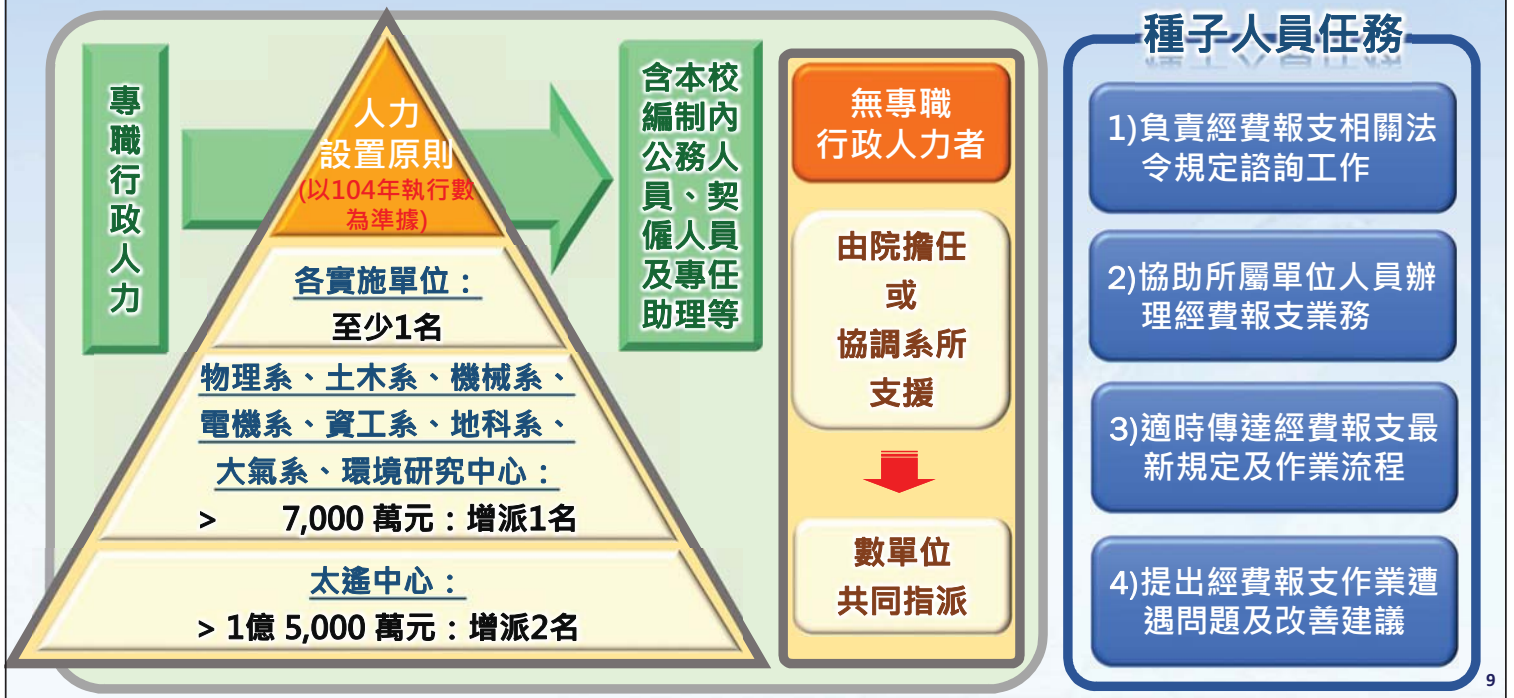 專職行政人力
人力
設置原則
(以104年執行數
為準據)
各實施單位：
至少1名
物理系、土木系、機械系、
電機系、資工系、地科系、
大氣系、環境研究中心：
> 7,000 萬元：增派1名
太遙中心：
> 1億 5,000 萬元：增派2名
含本校
編制內
公務人
員、契
僱人員
及專任
助理等
無專職
行政人力者
由院擔任
或
協調系所
支援
數單位
共同指派
種子人員任務
1)負責經費報支相關法
令規定諮詢工作
2)協助所屬單位人員辦
理經費報支業務
3)適時傳達經費報支最
新規定及作業流程
4)提出經費報支作業遭
遇問題及改善建議
9